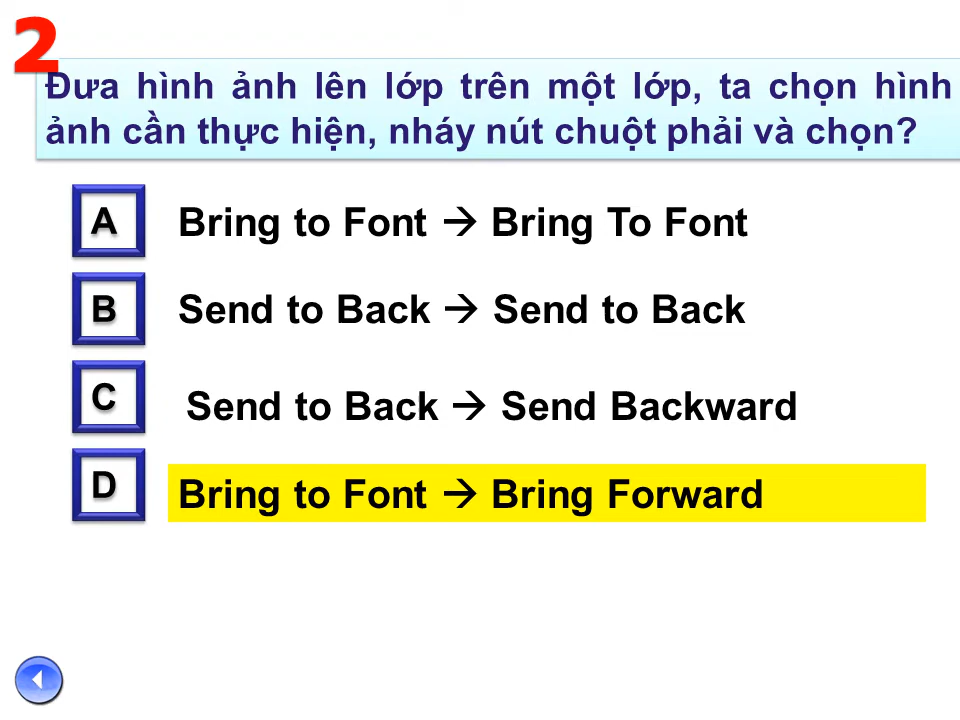 2
Đưa hình ảnh lên lớp trên một lớp, ta chọn hình
ảnh cần thực hiện, nháy nút chuột phải và chọn?
A Bring to Font → Bring To Font
B Send to Back → Send to Back
C Send to Back → Send Backward
D Bring to Font → Bring Forward